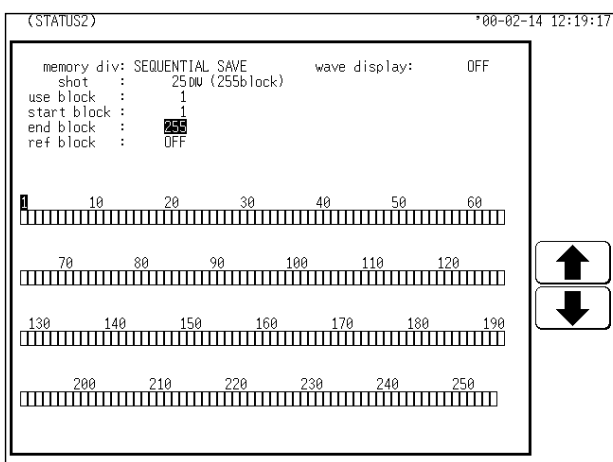 (STATUS2) '00-02-14 12:19:17
memory div: SEQUENTIAL SAVE wave display: OFF
shot : 25DIV (255block)
use block : 1
start block : 1
end block : 255
ref block : OFF
1 10 20 30 40 50 60
70 80 90 100 110 120
130 140 150 160 170 180 190
200 210 220 230 240 250